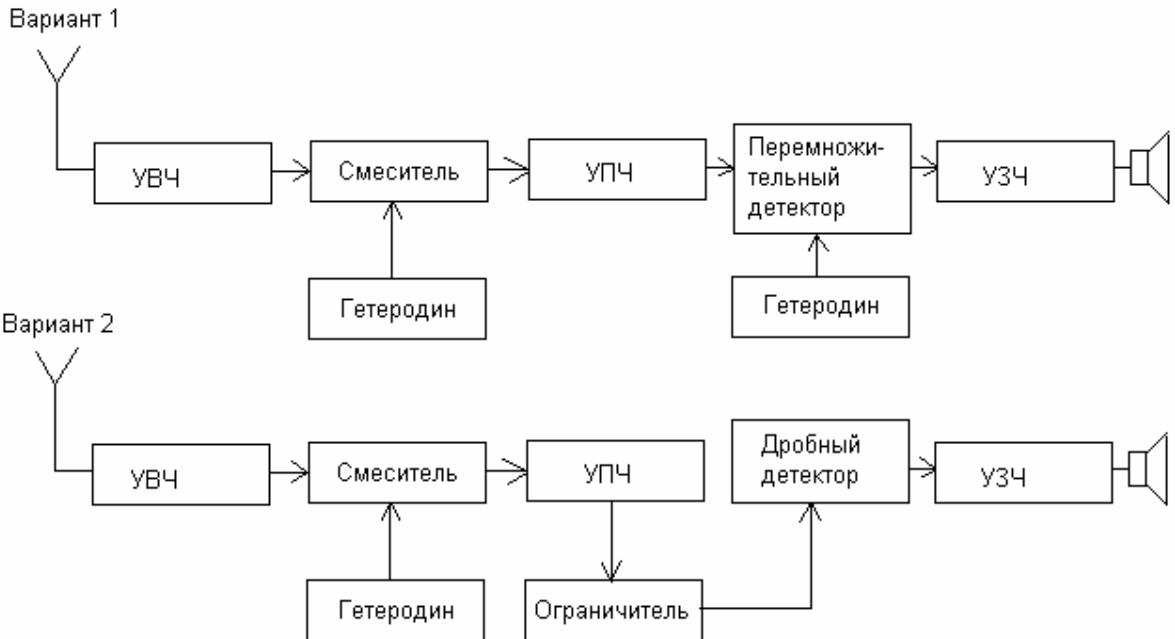 Вариант 1
УВЧ
Смеситель
УПЧ
Перемножи-
тельный
детектор
УЗЧ
Гетеродин
Гетеродин
Вариант 2
УВЧ
Смеситель
УПЧ
Дробный
детектор
УЗЧ
Гетеродин
Ограничитель